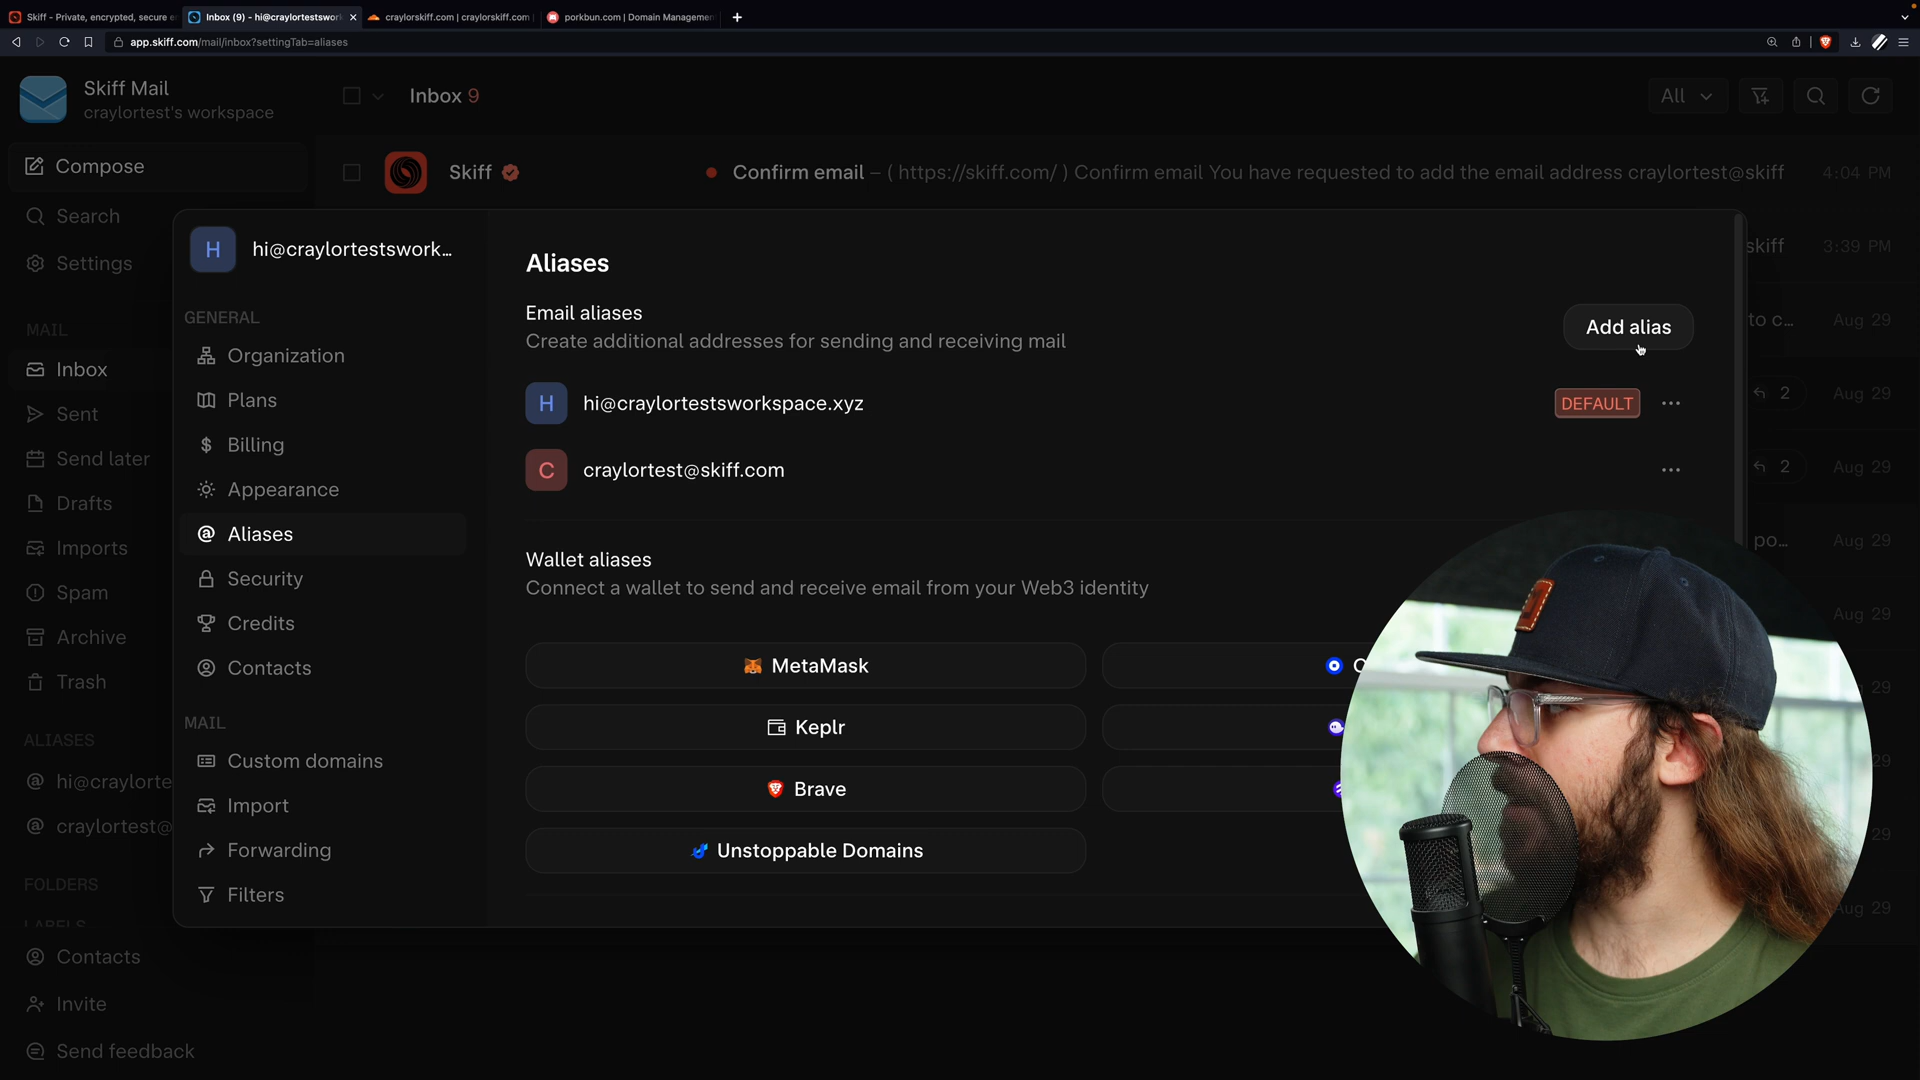 Skiff - Private, encrypted, secure e
Inbox (9) - hi@craylortestswork
craylorskiff.com | craylorskiff.com
porkbun.com | Domain Managemen
app.skiff.com/mail/inbox?settingTab=aliases
Skiff Mail
craylortest's workspace
Inbox 9
All
Compose
Skiff
Confirm email – ( https://skiff.com/ ) Confirm email You have requested to add the email address craylortest@skiff
4:04 PM
Search
Settings
skiff
3:39 PM
MAIL
Inbox
Sent
Send later
Drafts
Imports
Spam
Archive
Trash
ALIASES
hi@craylorte
craylortest@
FOLDERS
LABELS
Contacts
Invite
Send feedback
H
hi@craylortestswork...
GENERAL
Organization
Plans
Billing
Appearance
Aliases
Security
Credits
Contacts
MAIL
Custom domains
Import
Forwarding
Filters
Aliases
Email aliases
Create additional addresses for sending and receiving mail
Add alias
H
hi@craylortestsworkspace.xyz
DEFAULT
C
craylortest@skiff.com
Wallet aliases
Connect a wallet to send and receive email from your Web3 identity
MetaMask
C
Keplr
Brave
Unstoppable Domains
to c...
Aug 29
2
Aug 29
2
Aug 29
po...
Aug 29
Aug 29
29
29
29
Aug 29